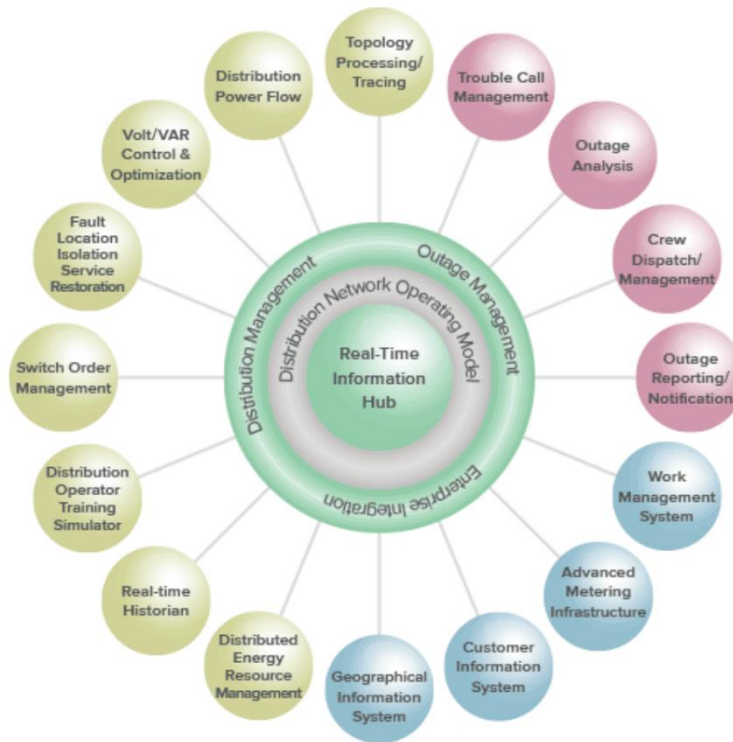 Topology
Processing/
Tracing
Trouble Call
Management
Outage
Analysis
Crew
Dispatch/
Management
Outage
Reporting/
Notification
Work
Management
System
Advanced
Metering
Infrastructure
Customer
Information
System
Geographical
Information
System
Distributed
Energy
Resource
Management
Real-time
Historian
Distribution
Operator
Training
Simulator
Switch Order
Management
Fault
Location
Isolation
Service
Restoration
Volt/VAR
Control &
Optimization
Distribution
Power Flow
Distribution Management
Outage Management
Enterprise Integration
Distribution Network Operating Model
Real-Time
Information
Hub